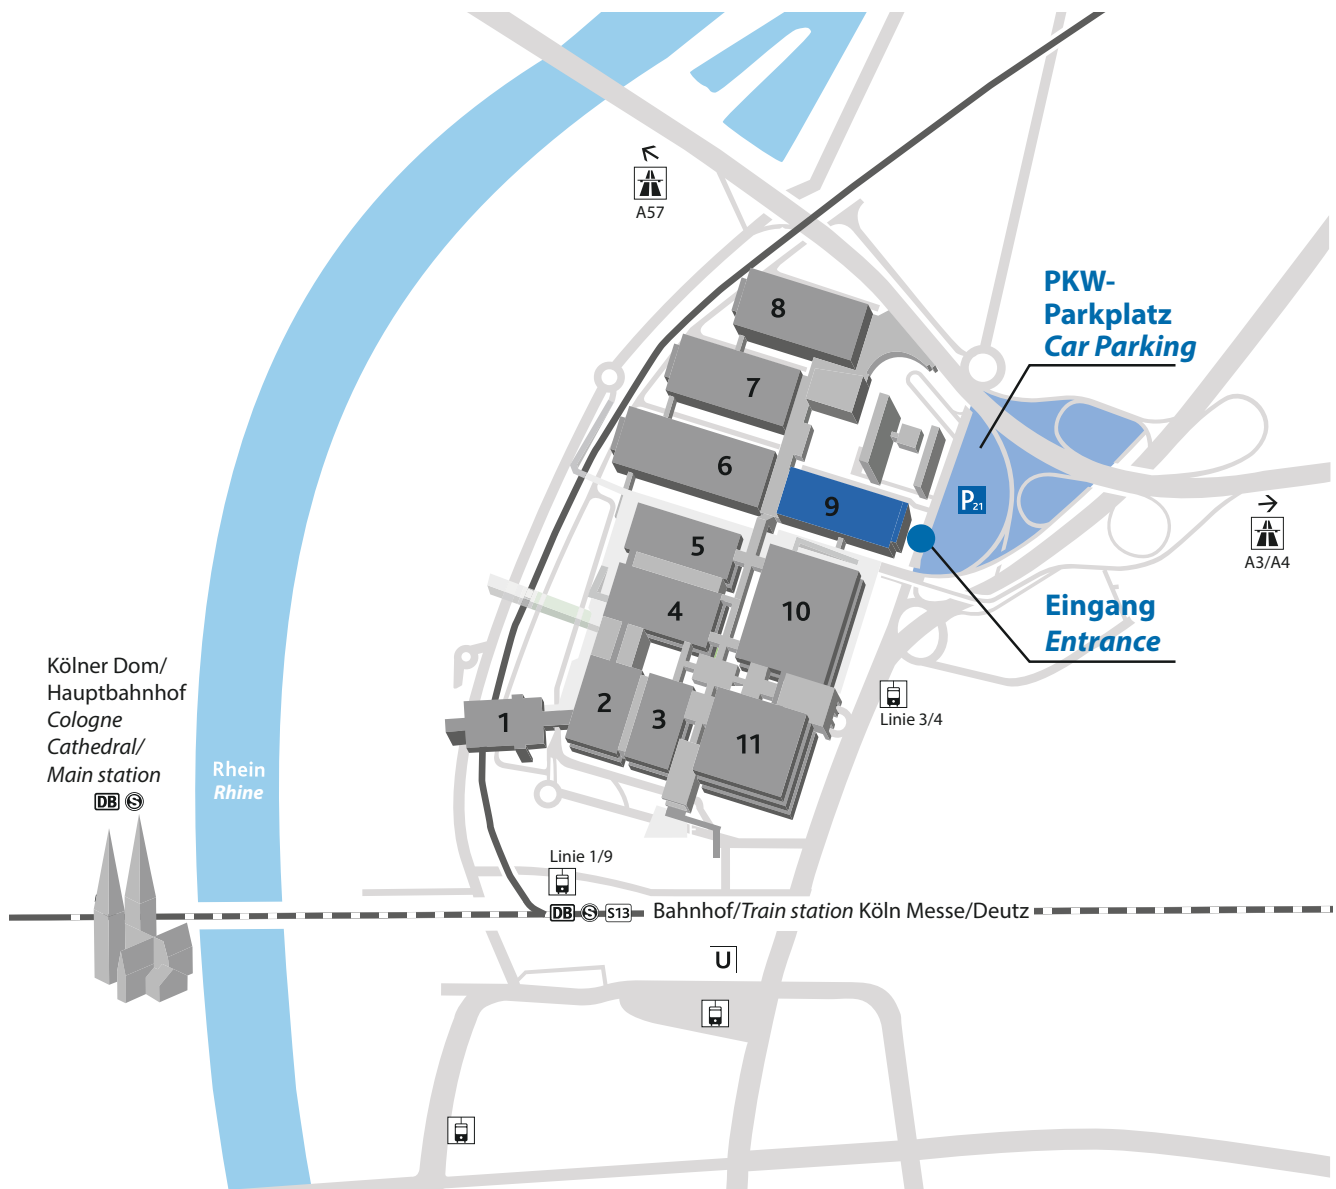 A57
PKW-
Parkplatz
Car Parking
8
7
6
9
P21
A3/A4
5
4
10
Eingang
Entrance
Kölner Dom/
Hauptbahnhof
Cologne
Cathedral/
Main station
DB S
Rhein
Rhine
1
2
3
11
Linie 3/4
Linie 1/9
DB S S13 Bahnhof/Train station Köln Messe/Deutz
U